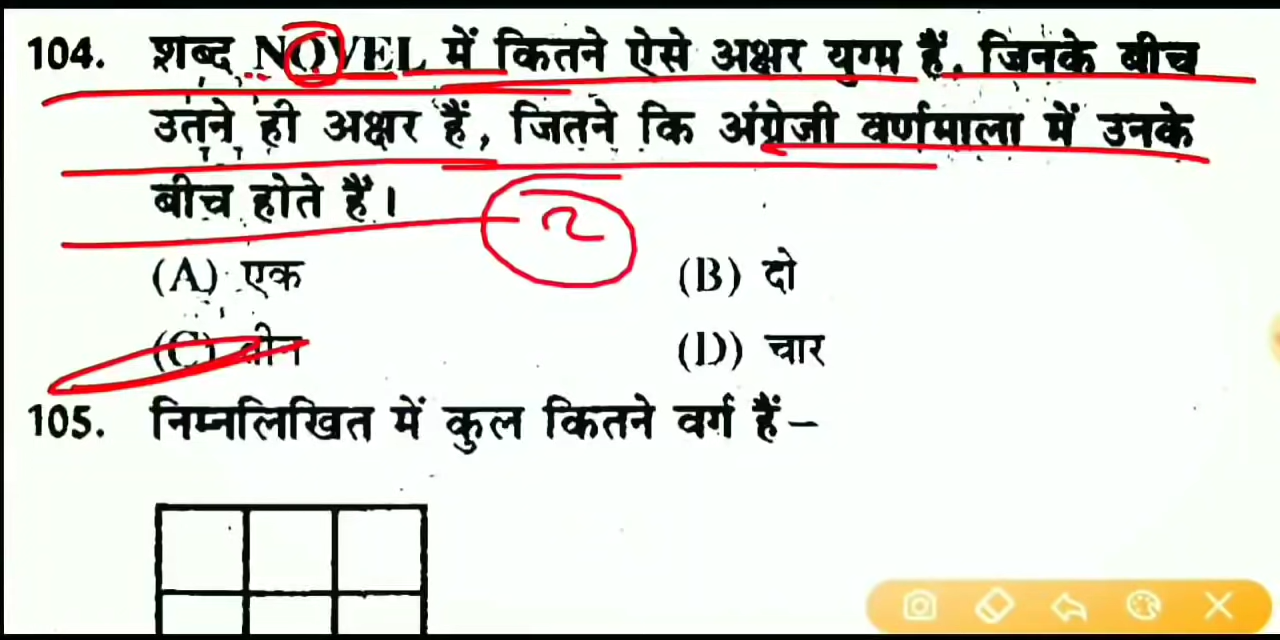 104. शब्द NOVEL में कितने ऐसे अक्षर युग्म हैं, जिनके बीच
उतने ही अक्षर हैं, जितने कि अंग्रेजी वर्णमाला में उनके
बीच होते हैं।
2
(A) एक (B) दो
(C) तीन (D) चार
105. निम्नलिखित में कुल कितने वर्ग हैं–